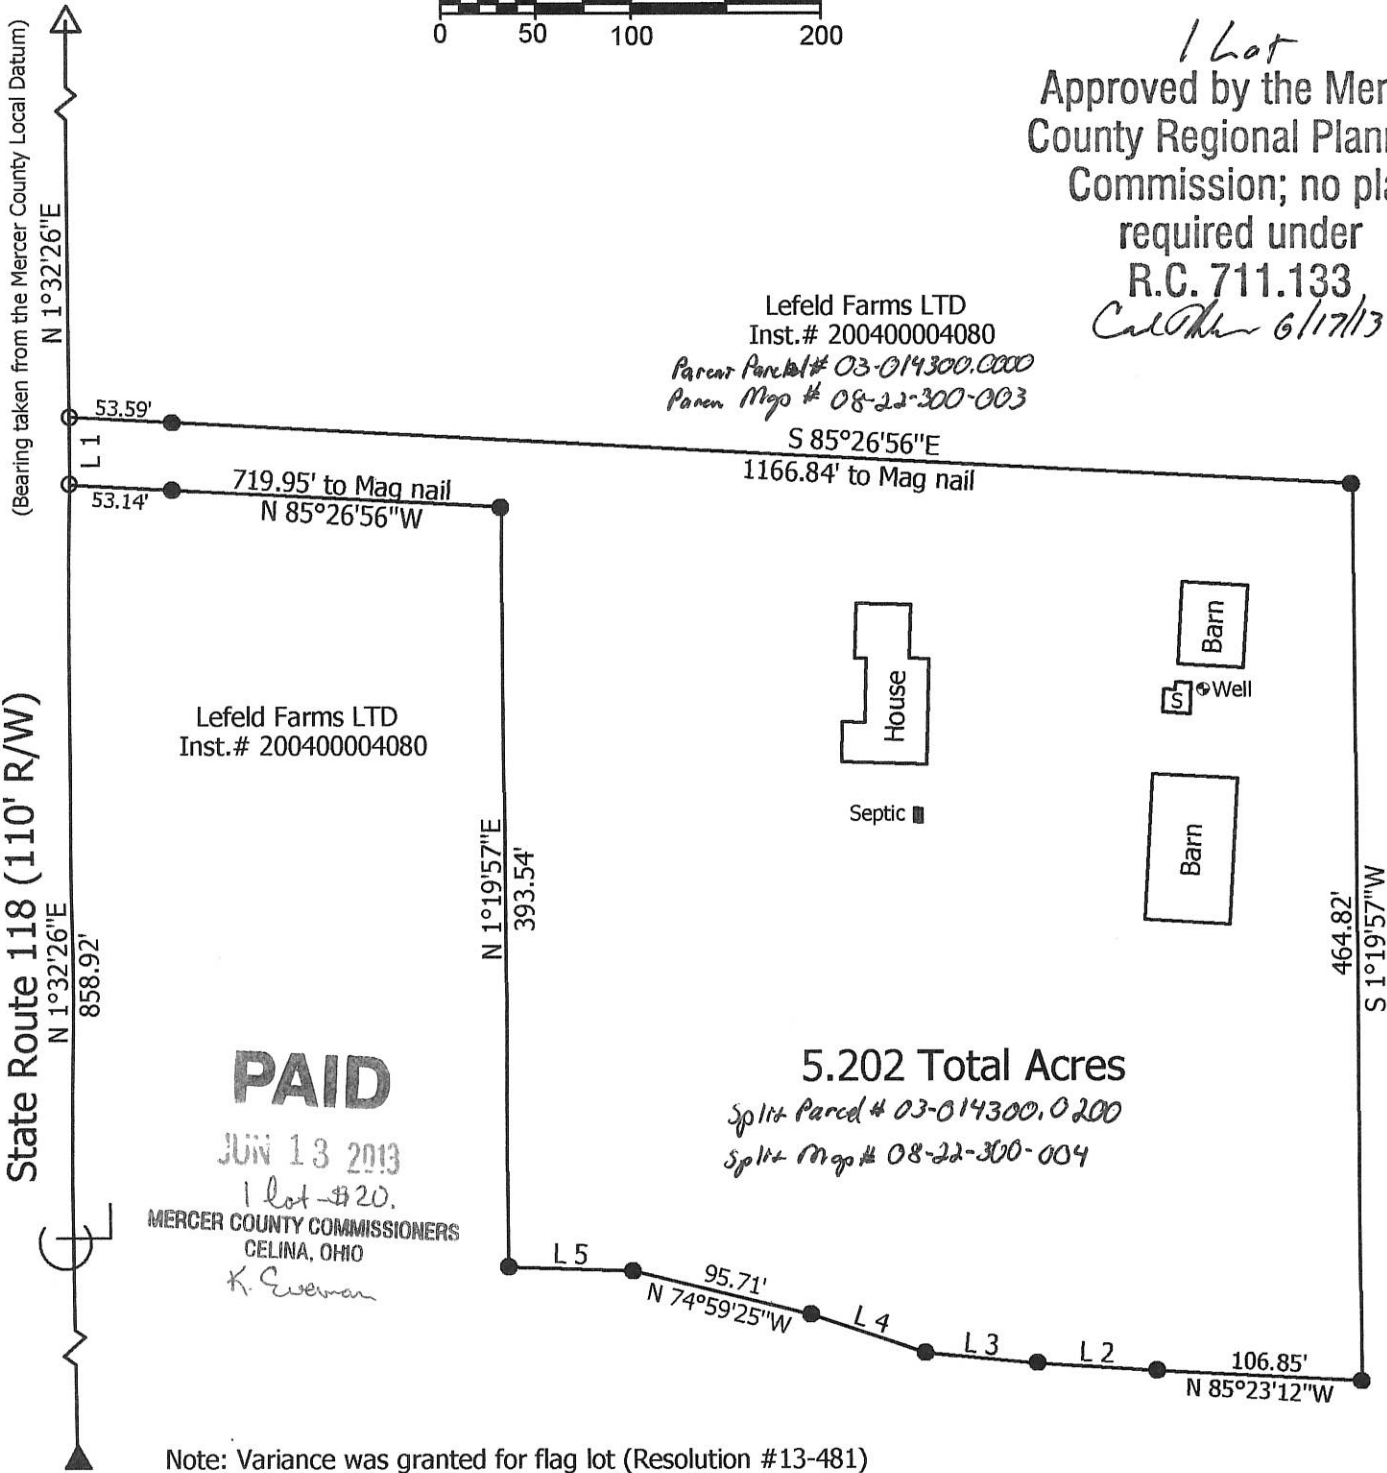 0 50 100 200
(Bearing taken from the Mercer County Local Datum)
N 1°32'26"E
1 Lot
Approved by the Mer
County Regional Plan
Commission; no pla
required under
R.C. 711.133
6/17/13
Lefeld Farms LTD
Inst.# 200400004080
Parent Parcel# 03-014300.0000
Paren Map # 08-22-300-003
53.59'
L 1
S 85°26'56"E
1166.84' to Mag nail
53.14'
719.95' to Mag nail
N 85°26'56"W
Barn
S
Well
House
Septic
Barn
Lefeld Farms LTD
Inst.# 200400004080
State Route 118 (110' R/W)
N 1°32'26"E
858.92'
N 1°19'57"E
393.54'
464.82'
S 1°19'57"W
5.202 Total Acres
Split Parcel # 03-014300.0200
Split Map # 08-22-300-004
PAID
JUN 13 2013
1 lot - $20.
MERCER COUNTY COMMISSIONERS
CELINA, OHIO
L 5
95.71'
N 74°59'25"W
L 4
L 3
L 2
106.85'
N 85°23'12"W
Note: Variance was granted for flag lot (Resolution #13-481)